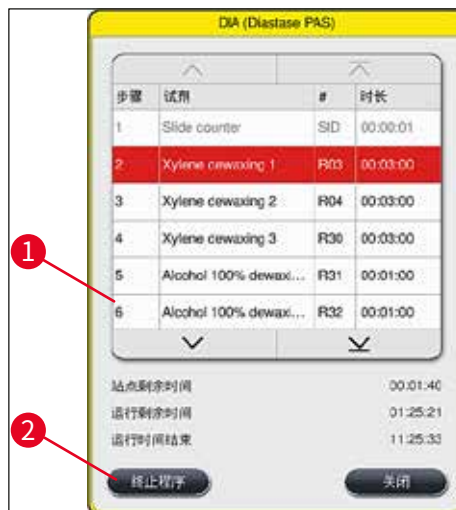 DIA (Diastase PAS)
步骤 试剂 # 时长
1 Slide counter SID 00:00:01
2 Xylene dewaxing 1 R03 00:03:00
3 Xylene dewaxing 2 R04 00:03:00
4 Xylene dewaxing 3 R30 00:03:00
5 Alcohol 100% dewaxi... R31 00:01:00
6 Alcohol 100% dewaxi... R32 00:01:00
1
站点剩余时间 00:01:40
运行剩余时间 01:25:21
运行时间结束 11:25:33
2
终止程序 关闭